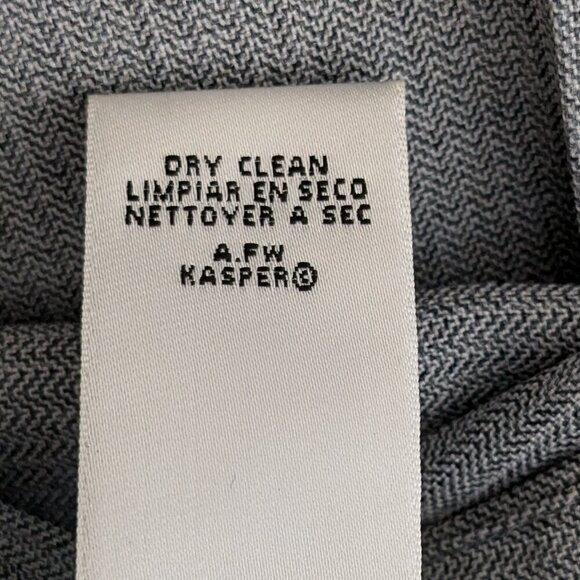 DRY CLEAN
LIMPIAR EN SECO
NETTOYER A SEC
A.FW
KASPER®